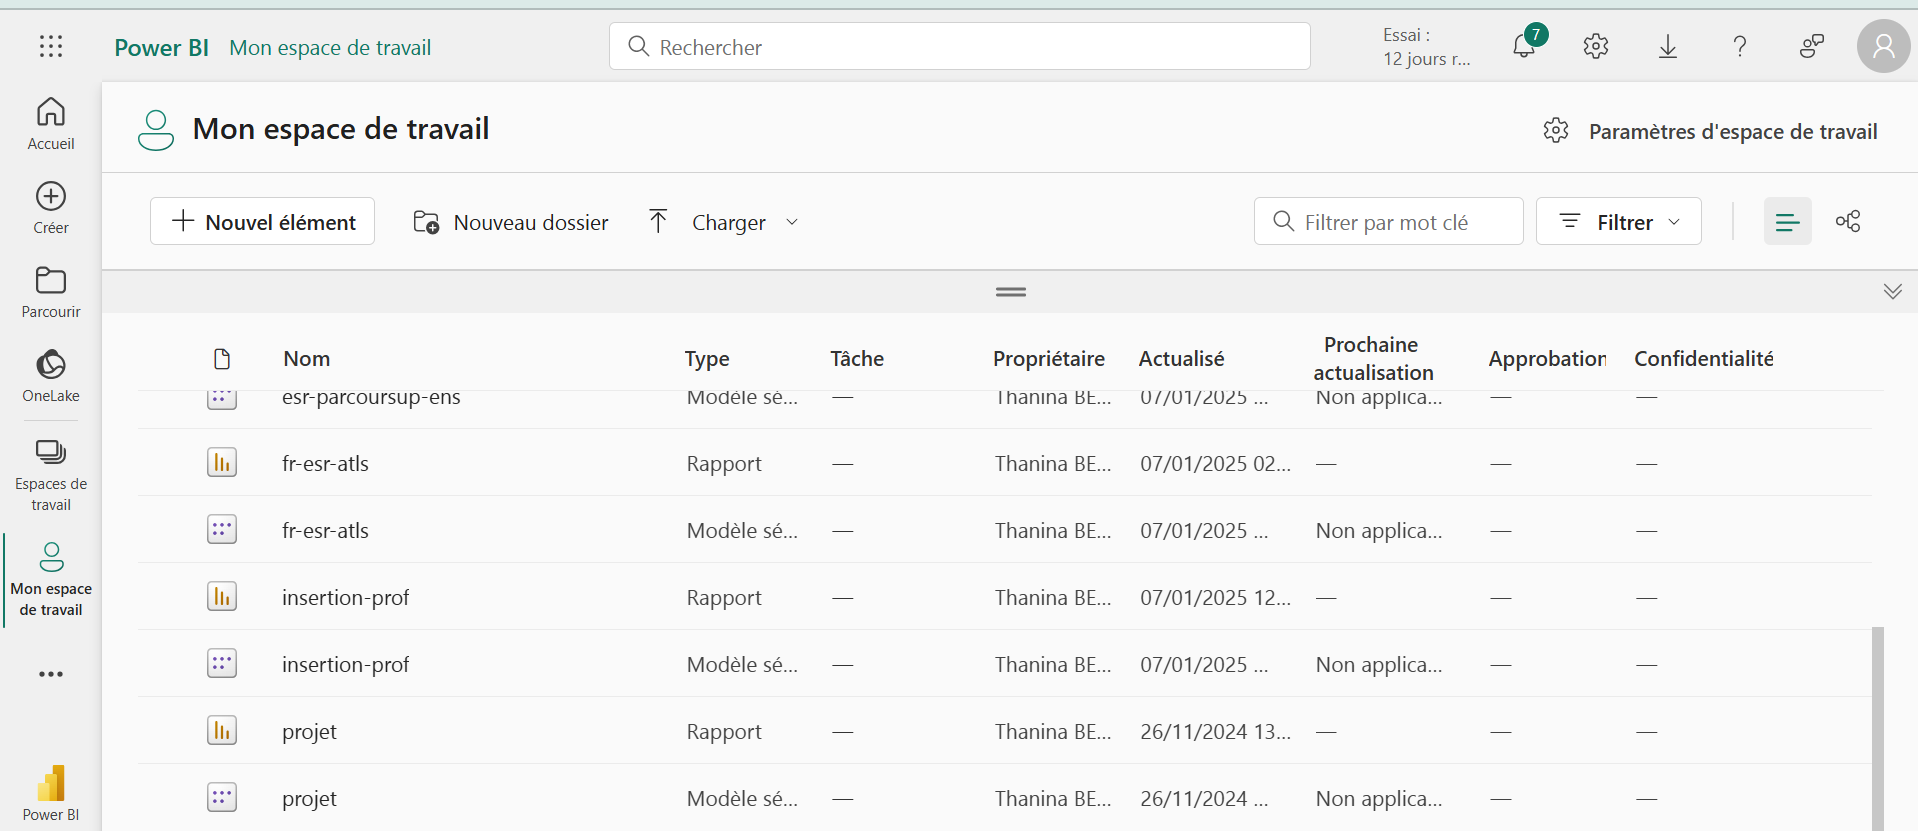 Power BI Mon espace de travail
Rechercher
Essai :
12 jours r...
7
Accueil
Créer
Parcourir
OneLake
Espaces de
travail
Mon espace
de travail
Power BI
Mon espace de travail
Paramètres d'espace de travail
Nouvel élément
Nouveau dossier
Charger
Filtrer par mot clé
Filtrer
Nom Type Tâche Propriétaire Actualisé Prochaine actualisation Approbation Confidentialité
esr-parcoursup-ens Modèle sé... — Thanina BE... 07/01/2025 ... Non applica... — —
fr-esr-atls Rapport — Thanina BE... 07/01/2025 02... — — —
fr-esr-atls Modèle sé... — Thanina BE... 07/01/2025 ... Non applica... — —
insertion-prof Rapport — Thanina BE... 07/01/2025 12... — — —
insertion-prof Modèle sé... — Thanina BE... 07/01/2025 ... Non applica... — —
projet Rapport — Thanina BE... 26/11/2024 13... — — —
projet Modèle sé... — Thanina BE... 26/11/2024 ... Non applica... — —